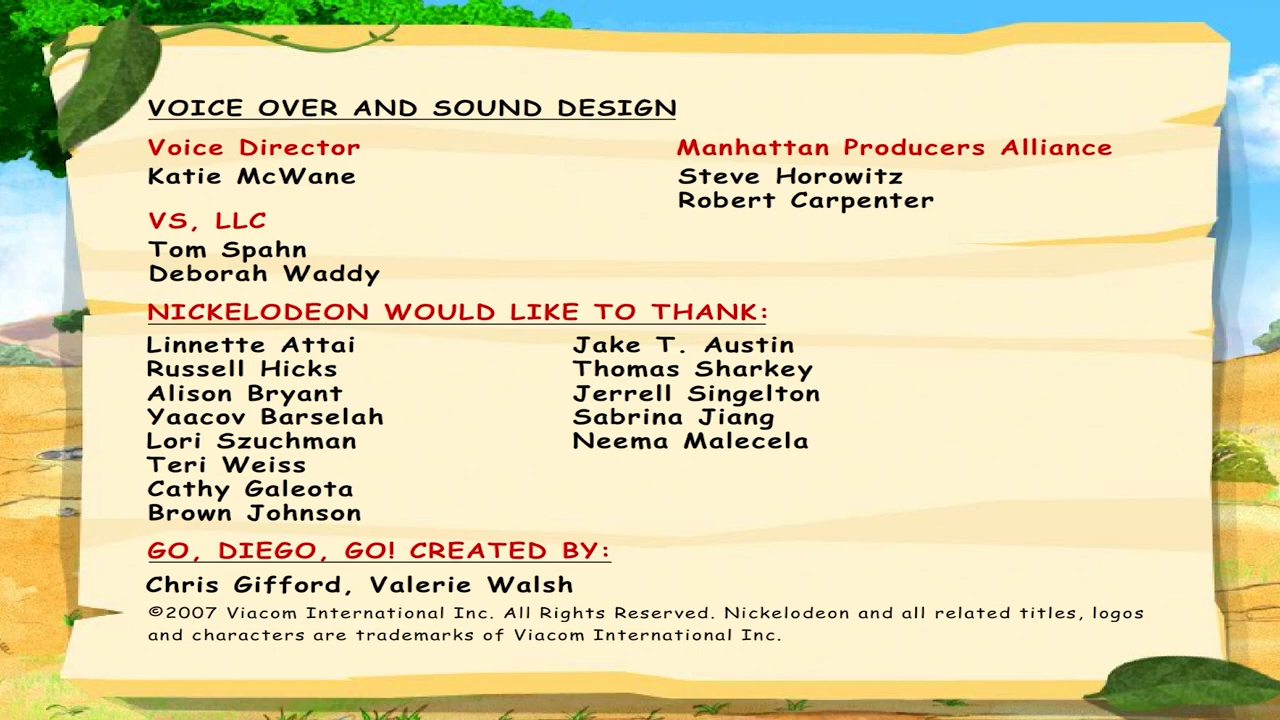 VOICE OVER AND SOUND DESIGN
Voice Director
Katie McWane
VS, LLC
Tom Spahn
Deborah Waddy
Manhattan Producers Alliance
Steve Horowitz
Robert Carpenter
NICKELODEON WOULD LIKE TO THANK:
Linnette Attai
Russell Hicks
Alison Bryant
Yaacov Barselah
Lori Szuchman
Teri Weiss
Cathy Galeota
Brown Johnson
Jake T. Austin
Thomas Sharkey
Jerrell Singelton
Sabrina Jiang
Neema Malecela
GO, DIEGO, GO! CREATED BY:
Chris Gifford, Valerie Walsh
©2007 Viacom International Inc. All Rights Reserved. Nickelodeon and all related titles, logos
and characters are trademarks of Viacom International Inc.